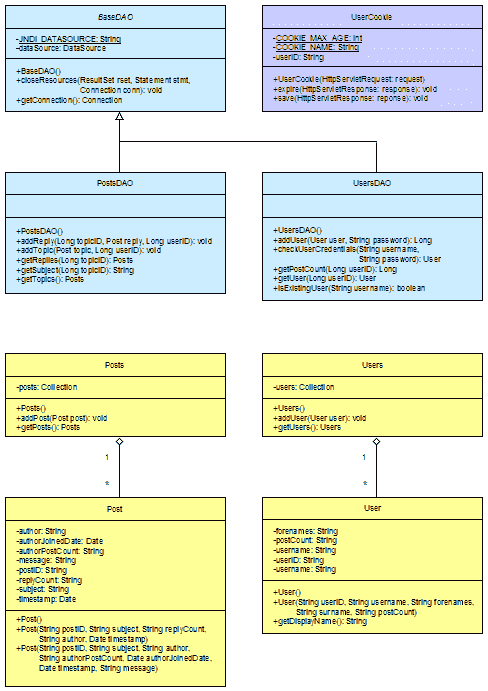 BaseDAO
-JNDI_DATASOURCE: String
-dataSource: DataSource
+BaseDAO()
+closeResources(ResultSet rset, Statement stmt,
Connection conn): void
+getConnection(): Connection
UserCookie
-COOKIE_MAX_AGE: int
-COOKIE_NAME: String
-userID: String
+UserCookie(HttpServletRequest: request)
+expire(HttpServletResponse: response): void
+save(HttpServletResponse: reponse): void
PostsDAO
+PostsDAO()
+addReply(Long topicID, Post reply, Long userID): void
+addTopic(Post topic, Long userID): void
+getReplies(Long topicID): Posts
+getSubject(Long topicID): String
+getTopics(): Posts
UsersDAO
+UsersDAO()
+addUser(User user, String password): Long
+checkUserCredentials(String username,
String password): User
+getPostCount(Long userID): Long
+getUser(Long userID): User
+isExistingUser(String username): boolean
Posts
-posts: Collection
+Posts()
+addPost(Post post): void
+getPosts(): Posts
Users
-users: Collection
+Users()
+addUser(User user): void
+getUsers(): Users
1
*
1
*
Post
-author: String
-authorJoinedDate: Date
-authorPostCount: String
-message: String
-postID: String
-replyCount: String
-subject: String
-timestamp: Date
+Post()
+Post(String postID, String subject, String replyCount,
String author, Date timestamp)
+Post(String postID, String subject, String author,
String authorPostCount, Date authorJoinedDate,
Date timestamp, String message)
User
-forenames: String
-postCount: String
-username: String
-userID: String
-username: String
+User()
+User(String userID, String username, String forenames,
String surname, String postCount)
+getDisplayName(): String